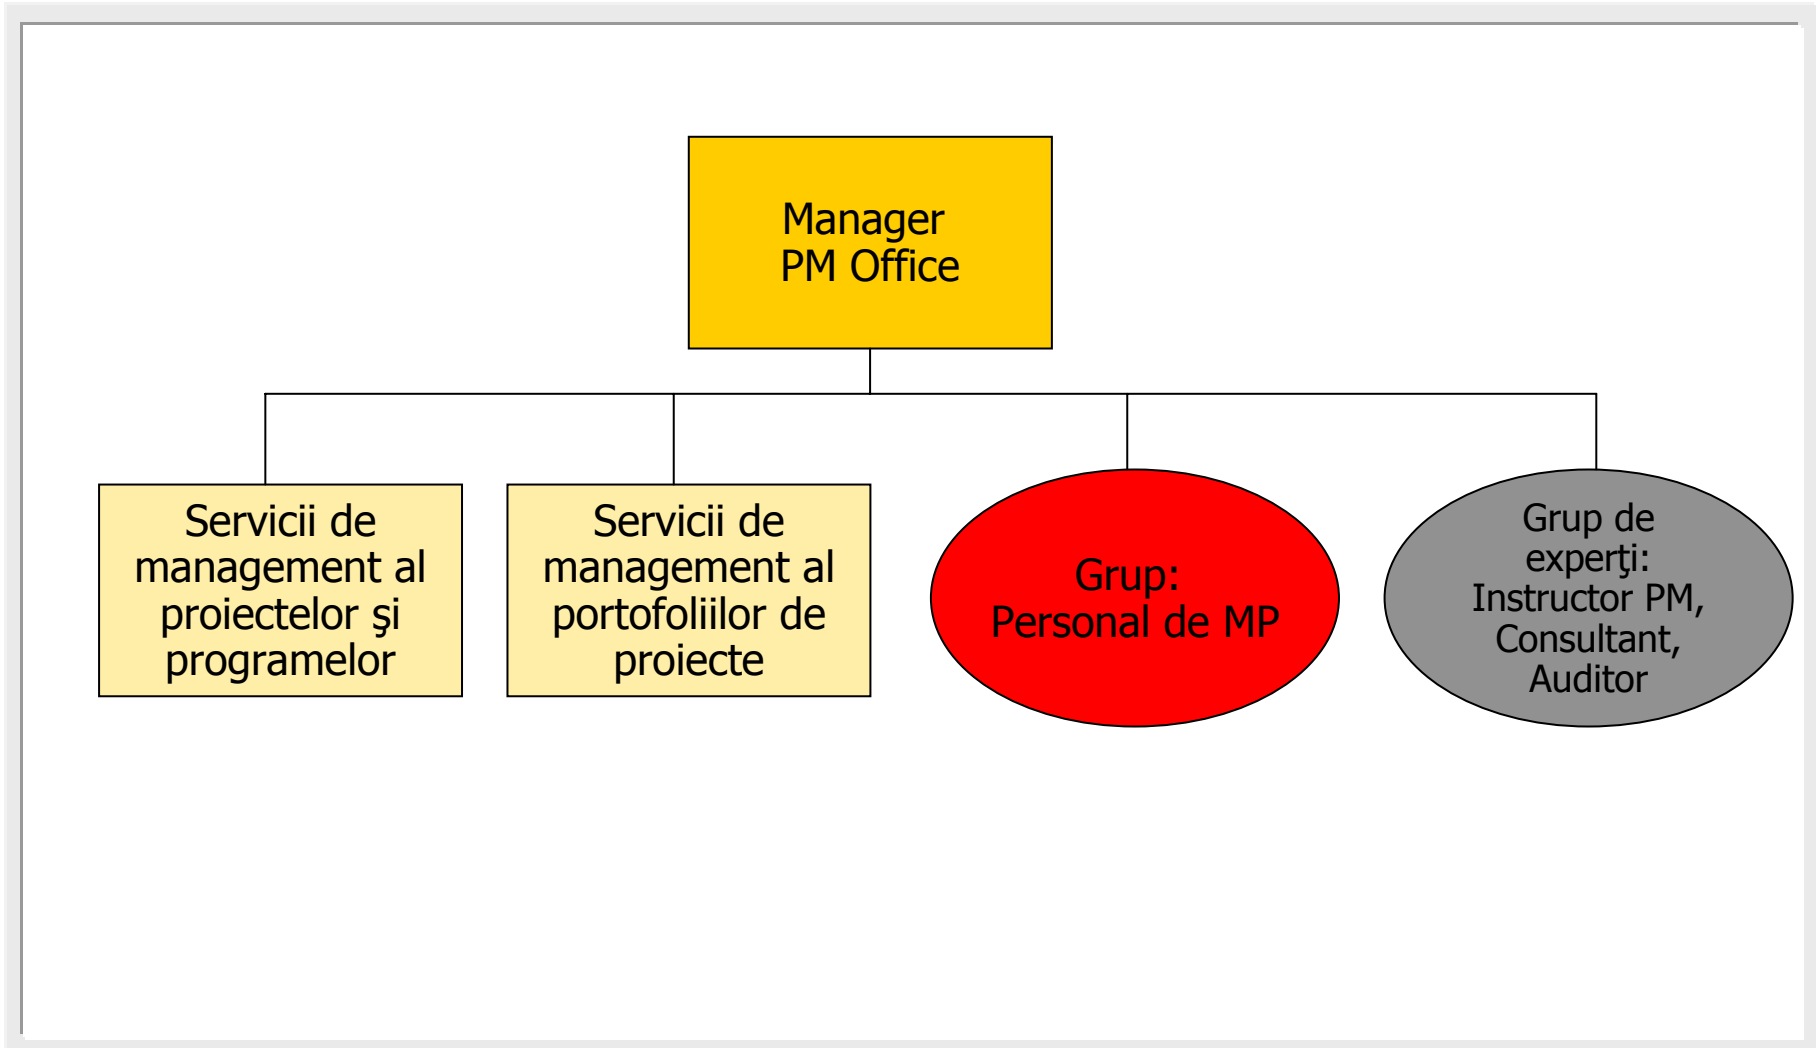 Manager
PM Office
Servicii de
management al
proiectelor şi
programelor
Servicii de
management al
portofoliilor de
proiecte
Grup:
Personal de MP
Grup de
experţi:
Instructor PM,
Consultant,
Auditor